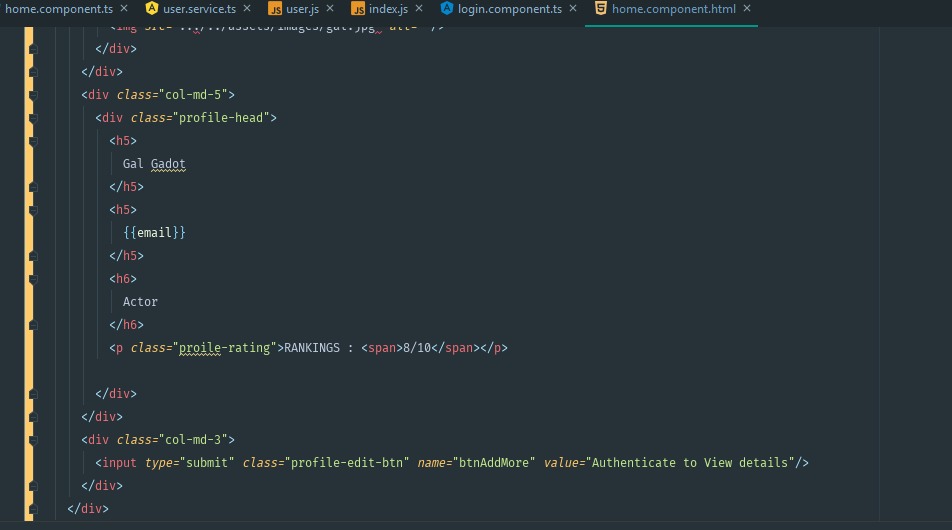 home.component.ts × user.service.ts × JS user.js × JS index.js × login.component.ts × home.component.html ×
</div>
</div>
<div class="col-md-5">
<div class="profile-head">
<h5>
Gal Gadot
</h5>
<h5>
{{email}}
</h5>
<h6>
Actor
</h6>
<p class="proile-rating">RANKINGS : <span>8/10</span></p>
</div>
</div>
<div class="col-md-3">
<input type="submit" class="profile-edit-btn" name="btnAddMore" value="Authenticate to View details"/>
</div>
</div>